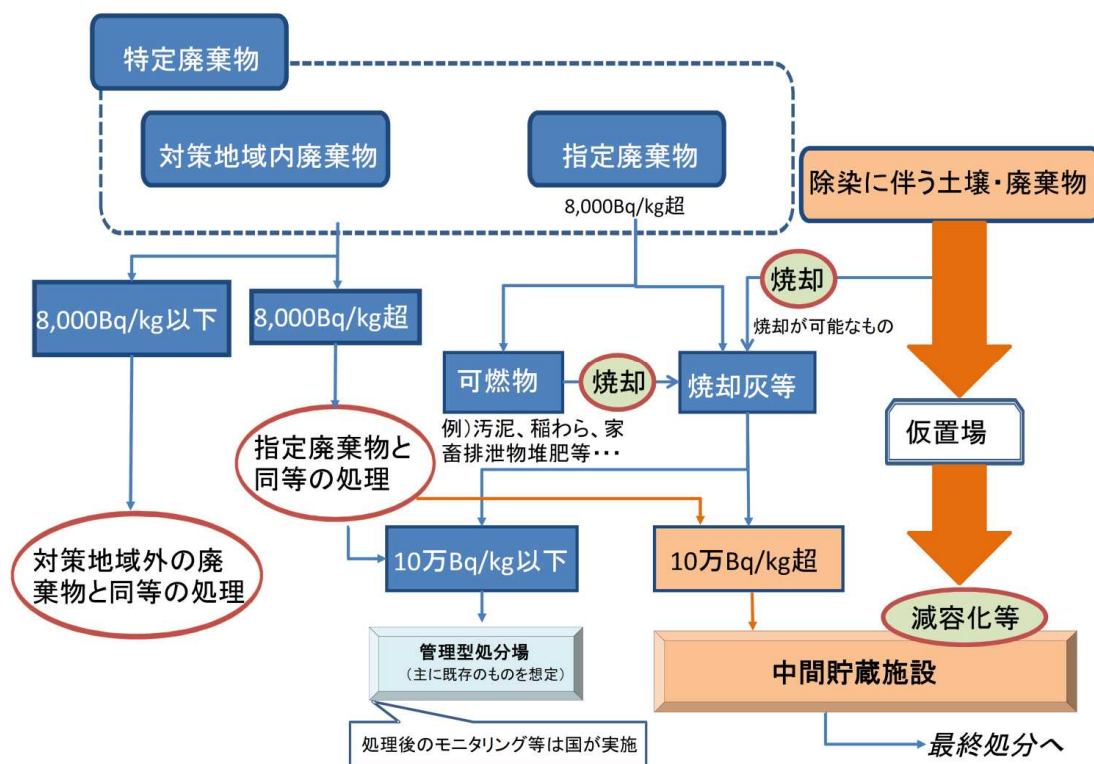 特定廃棄物
対策地域内廃棄物
指定廃棄物
8,000Bq/kg超
除染に伴う土壌・廃棄物
焼却
焼却が可能なもの
8,000Bq/kg以下
8,000Bq/kg超
可燃物
焼却
焼却灰等
例）汚泥、稲わら、家
畜排泄物堆肥等・・・
仮置場
指定廃棄物と
同等の処理
対策地域外の廃
棄物と同等の処理
10万Bq/kg以下
10万Bq/kg超
減容化等
管理型処分場
（主に既存のものを想定）
中間貯蔵施設
処理後のモニタリング等は国が実施
最終処分へ